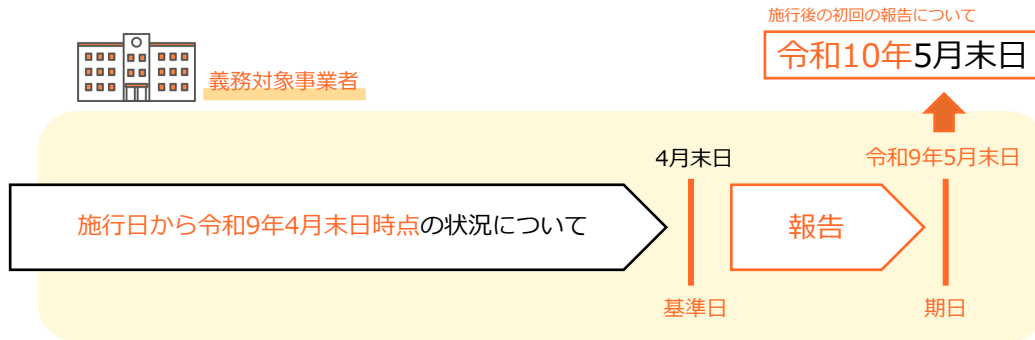 施行後の初回の報告について
令和10年5月末日
義務対象事業者
4月末日
令和9年5月末日
施行日から令和9年4月末日時点の状況について
報告
基準日
期日